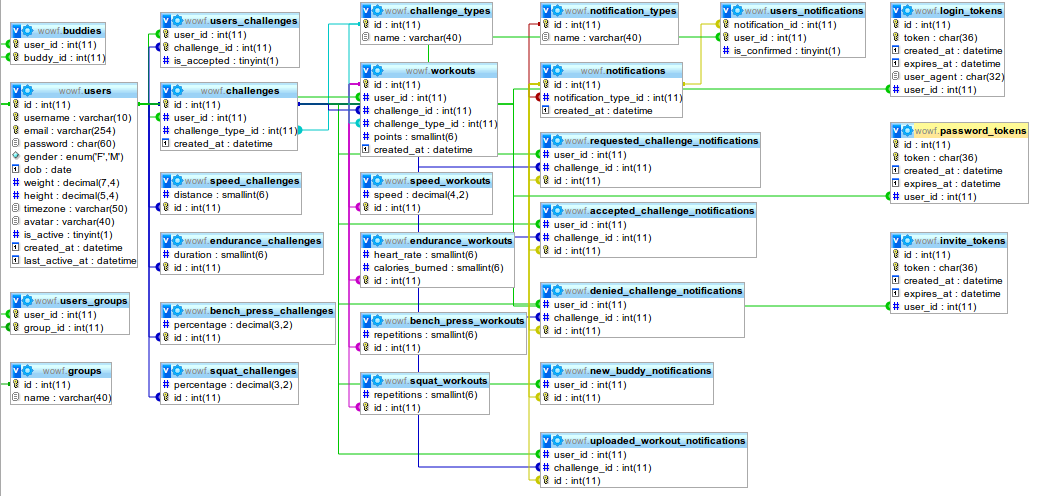 wowf.buddies
user_id : int(11)
buddy_id : int(11)
wowf.users
id : int(11)
username : varchar(10)
email : varchar(254)
password : char(60)
gender : enum('F','M')
dob : date
weight : decimal(7,4)
height : decimal(5,4)
timezone : varchar(50)
avatar : varchar(40)
is_active : tinyint(1)
created_at : datetime
last_active_at : datetime
wowf.users_groups
user_id : int(11)
group_id : int(11)
wowf.groups
id : int(11)
name : varchar(40)
wowf.users_challenges
user_id : int(11)
challenge_id : int(11)
is_accepted : tinyint(1)
wowf.challenges
id : int(11)
user_id : int(11)
challenge_type_id : int(11)
created_at : datetime
wowf.speed_challenges
distance : smallint(6)
id : int(11)
wowf.endurance_challenges
duration : smallint(6)
id : int(11)
wowf.bench_press_challenges
percentage : decimal(3,2)
id : int(11)
wowf.squat_challenges
percentage : decimal(3,2)
id : int(11)
wowf.challenge_types
id : int(11)
name : varchar(40)
wowf.workouts
id : int(11)
user_id : int(11)
challenge_id : int(11)
challenge_type_id : int(11)
points : smallint(6)
created_at : datetime
wowf.speed_workouts
speed : decimal(4,2)
id : int(11)
wowf.endurance_workouts
heart_rate : smallint(6)
calories_burned : smallint(6)
id : int(11)
wowf.bench_press_workouts
repetitions : smallint(6)
id : int(11)
wowf.squat_workouts
repetitions : smallint(6)
id : int(11)
wowf.notification_types
id : int(11)
name : varchar(40)
wowf.notifications
id : int(11)
notification_type_id : int(11)
created_at : datetime
wowf.requested_challenge_notifications
user_id : int(11)
challenge_id : int(11)
id : int(11)
wowf.accepted_challenge_notifications
user_id : int(11)
challenge_id : int(11)
id : int(11)
wowf.denied_challenge_notifications
user_id : int(11)
challenge_id : int(11)
id : int(11)
wowf.new_buddy_notifications
user_id : int(11)
id : int(11)
wowf.uploaded_workout_notifications
user_id : int(11)
challenge_id : int(11)
id : int(11)
wowf.users_notifications
notification_id : int(11)
user_id : int(11)
is_confirmed : tinyint(1)
wowf.login_tokens
id : int(11)
token : char(36)
created_at : datetime
expires_at : datetime
user_agent : char(32)
user_id : int(11)
wowf.password_tokens
id : int(11)
token : char(36)
created_at : datetime
expires_at : datetime
user_id : int(11)
wowf.invite_tokens
id : int(11)
token : char(36)
created_at : datetime
expires_at : datetime
user_id : int(11)